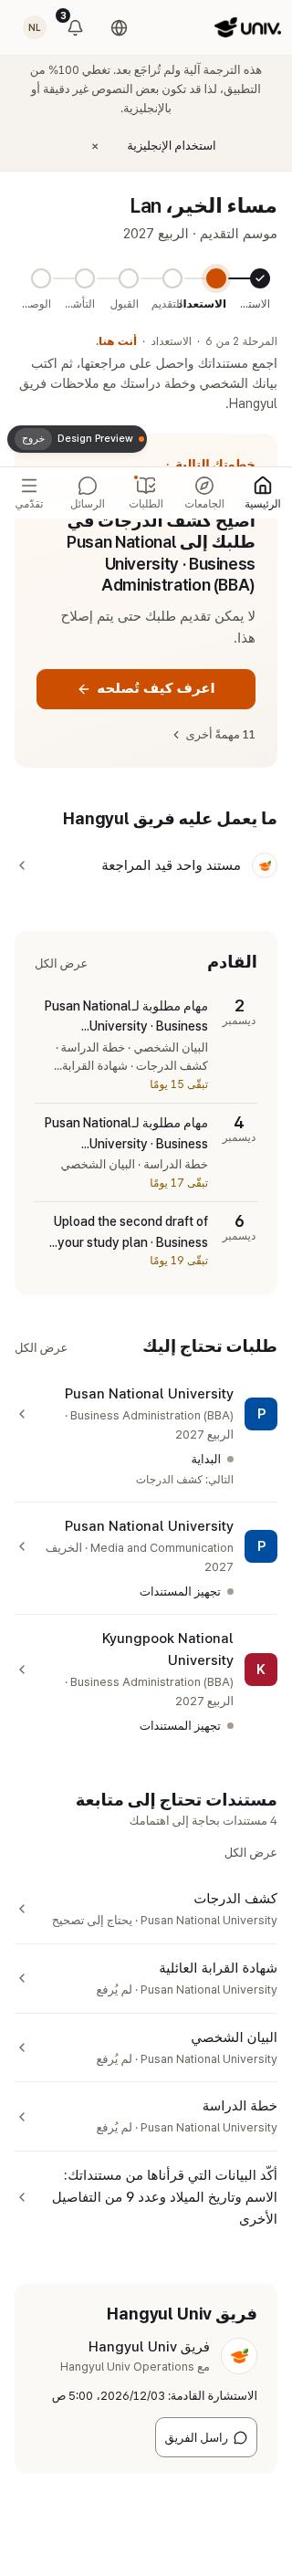 UNIV.
3
NL
هذه الترجمة آلية ولم تُراجَع بعد. تغطي 100% من
التطبيق، لذا قد تكون بعض النصوص غير دقيقة أو
بالإنجليزية.
استخدام الإنجليزية
×
مساء الخير، Lan
موسم التقديم · الربيع 2027
الاست...
الاستعداد
التقديم
القبول
التأش...
الوص...
المرحلة 2 من 6 · الاستعداد · أنت هنا.
اجمع مستنداتك واحصل على مراجعتها، ثم اكتب
بيانك الشخصي وخطة دراستك مع ملاحظات فريق
Hangyul.
Design Preview
خروج
الرئيسية
الجامعات
الطلبات
الرسائل
تقدّمي
أصلِح كشف الدرجات في
طلبك إلى Pusan National
University · Business
Administration (BBA)
لا يمكن تقديم طلبك حتى يتم إصلاح
هذا.
اعرف كيف تُصلحه
11 مهمةً أخرى
ما يعمل عليه فريق Hangyul
مستند واحد قيد المراجعة
القادم
عرض الكل
2
ديسمبر
مهام مطلوبة لـPusan National
University · Business...
البيان الشخصي · خطة الدراسة ·
كشف الدرجات · شهادة القرابة...
تبقّى 15 يومًا
4
ديسمبر
مهام مطلوبة لـPusan National
University · Business...
خطة الدراسة · البيان الشخصي
تبقّى 17 يومًا
6
ديسمبر
Upload the second draft of
your study plan · Business...
تبقّى 19 يومًا
طلبات تحتاج إليك
عرض الكل
P
Pusan National University
Business Administration (BBA) ·
الربيع 2027
البداية
التالي: كشف الدرجات
P
Pusan National University
Media and Communication · الخريف
2027
تجهيز المستندات
K
Kyungpook National
University
Business Administration (BBA) ·
الربيع 2027
تجهيز المستندات
مستندات تحتاج إلى متابعة
4 مستندات بحاجة إلى اهتمامك
عرض الكل
كشف الدرجات
Pusan National University · يحتاج إلى تصحيح
شهادة القرابة العائلية
Pusan National University · لم يُرفع
البيان الشخصي
Pusan National University · لم يُرفع
خطة الدراسة
Pusan National University · لم يُرفع
أكّد البيانات التي قرأناها من مستنداتك:
الاسم وتاريخ الميلاد وعدد 9 من التفاصيل
الأخرى
فريق Hangyul Univ
فريق Hangyul Univ
مع Hangyul Univ Operations
الاستشارة القادمة: 2026/12/03، 5:00 ص
راسل الفريق